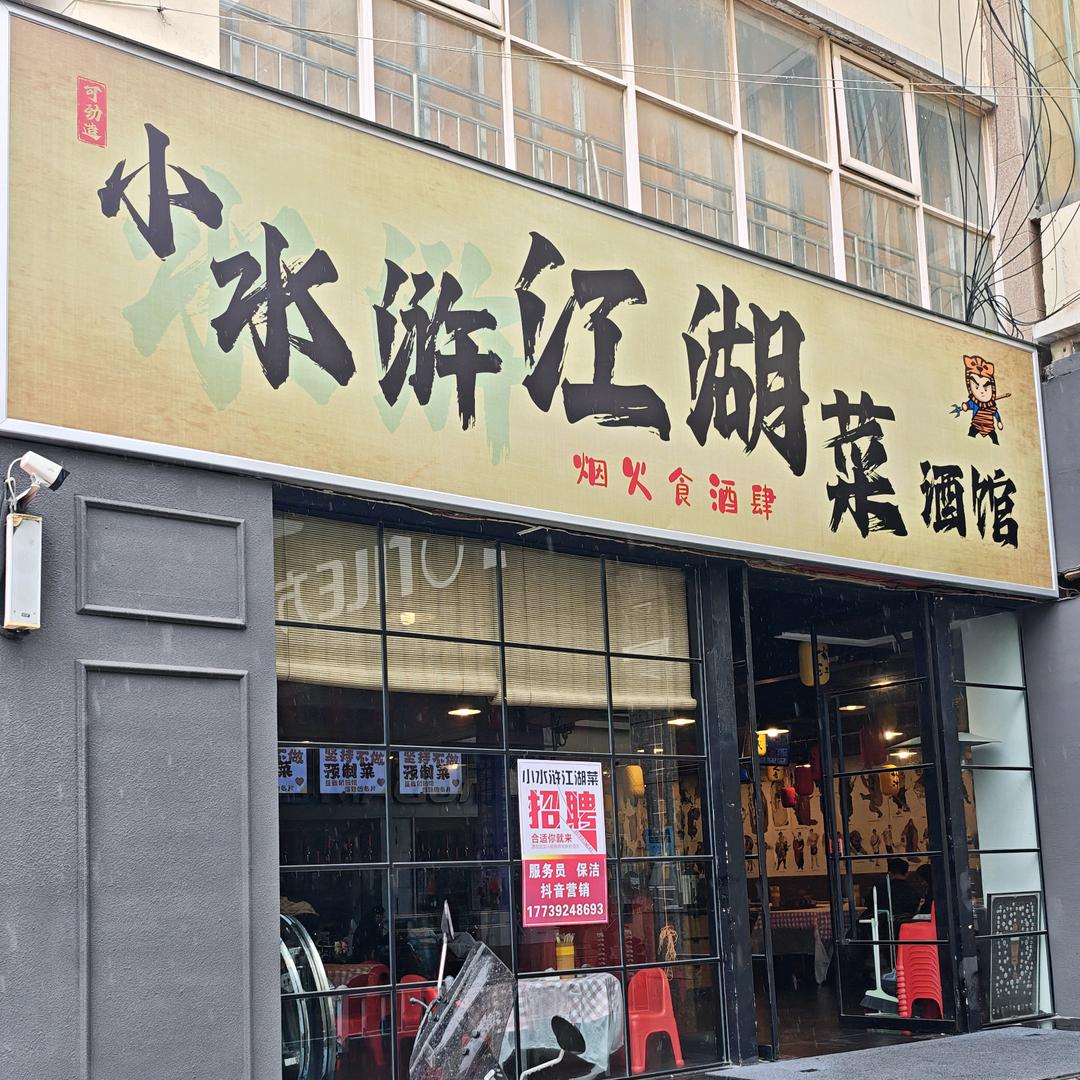 可劲造
小水浒江湖菜酒馆
烟火食酒肆
坚持不做
预制菜
坚持不做
预制菜
小水浒江湖菜
招聘
合适你就来
服务员 保洁
抖音营销
17739248693